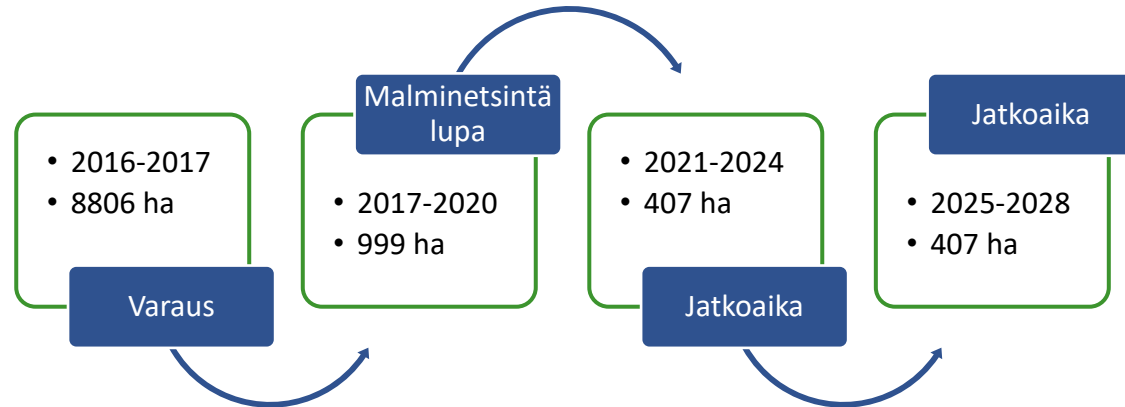 • 2016-2017
• 8806 ha
Varaus
Malminetsintä
lupa
• 2017-2020
• 999 ha
• 2021-2024
• 407 ha
Jatkoaika
Jatkoaika
• 2025-2028
• 407 ha